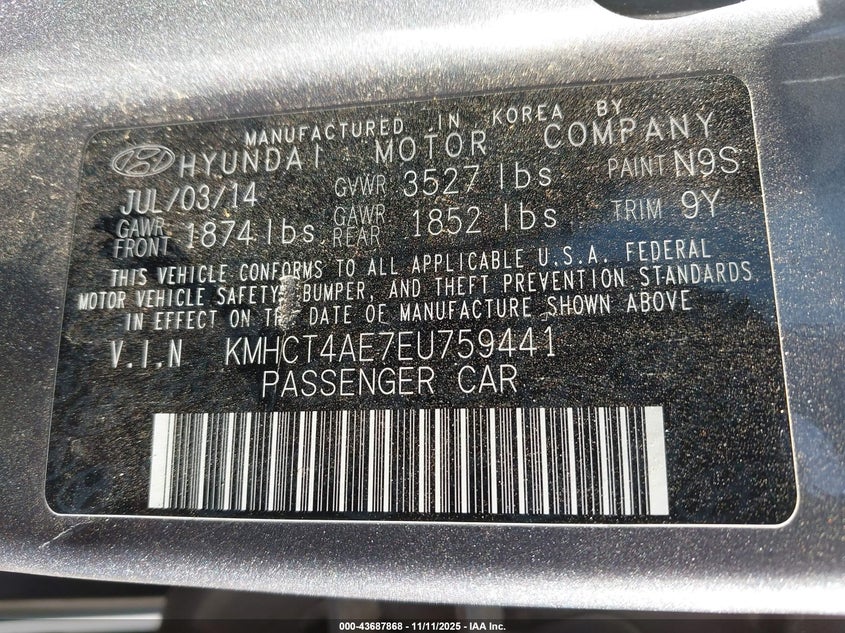 MANUFACTURED IN KOREA BY
HYUNDAI MOTOR COMPANY
JUL/03/14 GVWR 3527 lbs PAINT N9S
GAWR FRONT 1874 lbs GAWR REAR 1852 lbs TRIM 9Y
THIS VEHICLE CONFORMS TO ALL APPLICABLE U.S.A. FEDERAL
MOTOR VEHICLE SAFETY, BUMPER, AND THEFT PREVENTION STANDARDS
IN EFFECT ON THE DATE OF MANUFACTURE SHOWN ABOVE
V.I.N KMHCT4AE7EU759441
PASSENGER CAR
000-43687868 - 11/11/2025 - IAA Inc.